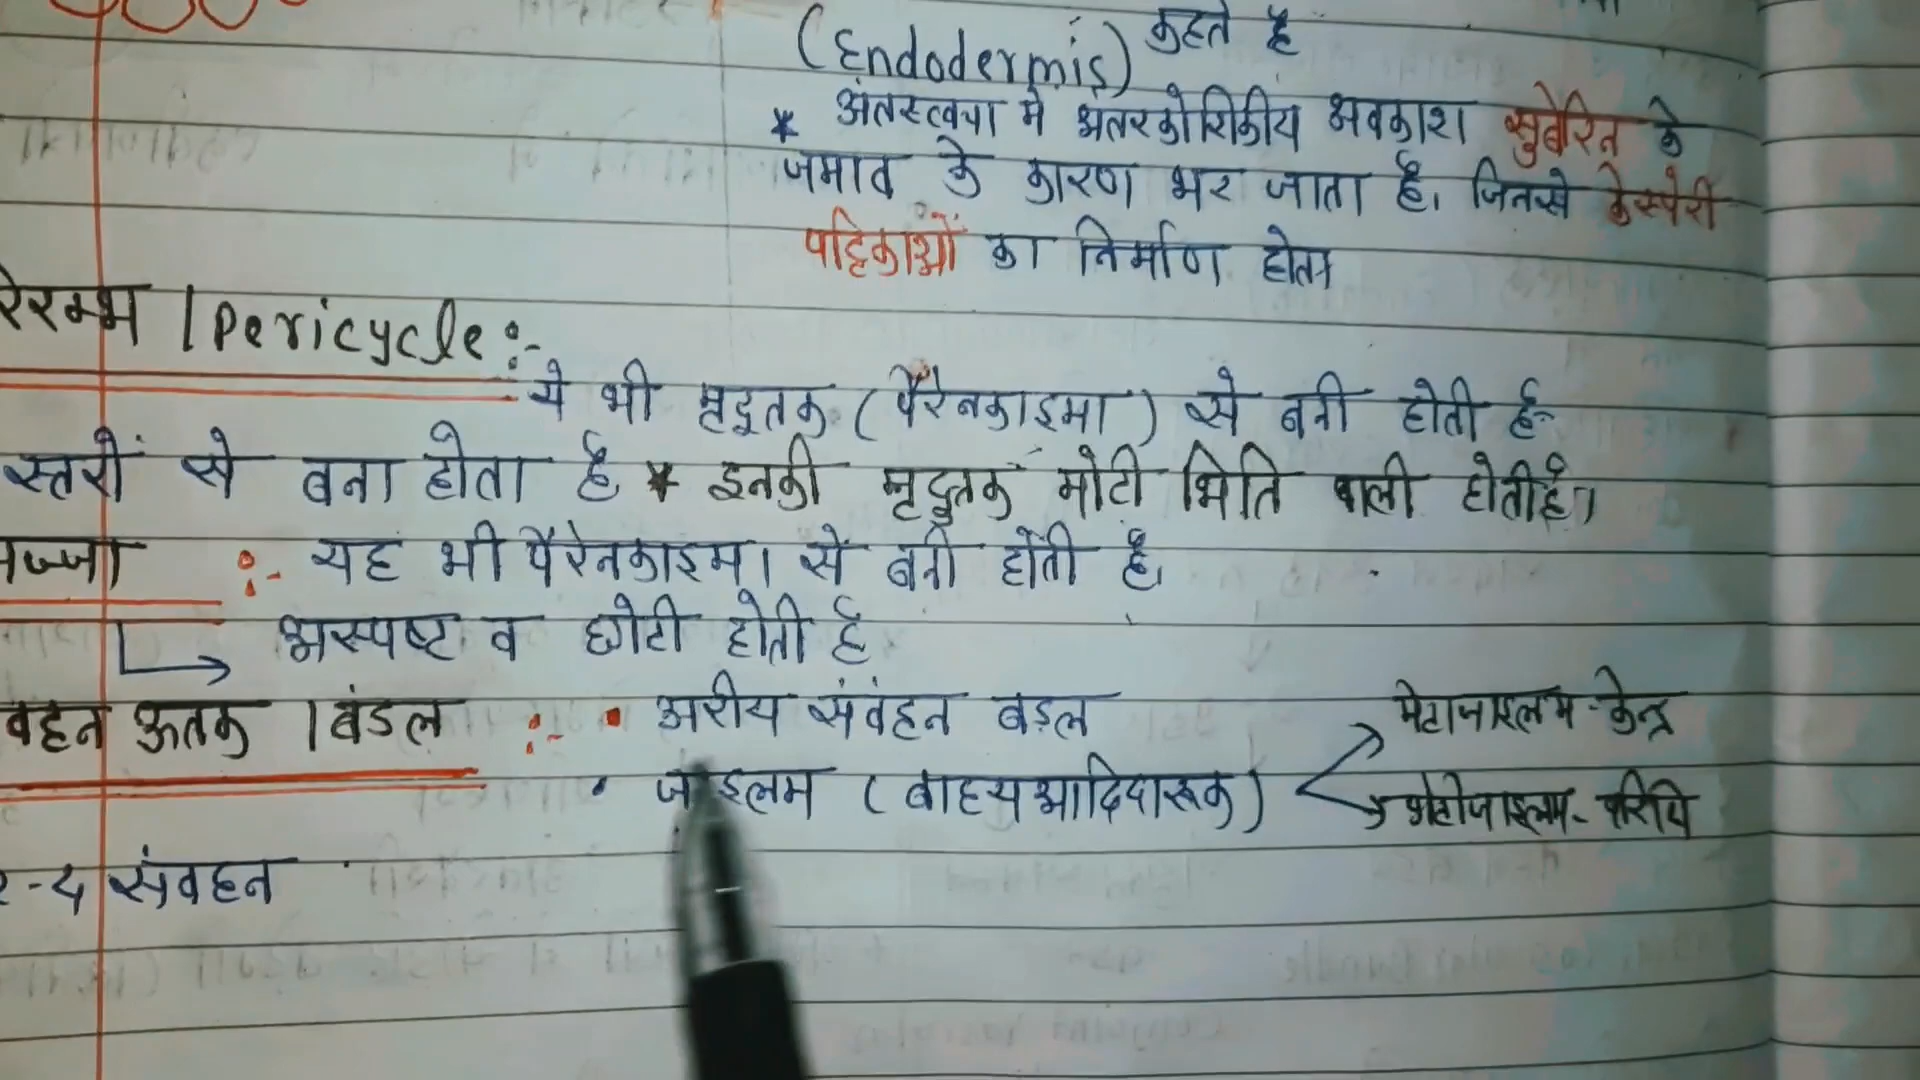 (Endodermis) कहते है
* अंतस्त्वचा मे अंतरकोशिकीय अवकाश सुबेरिन के
जमाव के कारण भर जाता है। जिनसे केस्पेरी
पट्टिकाओं का निर्माण होता
रिरम्भ / Pericycle :-
ये भी मृदूतक (पैरेनकाइमा) से बनी होती है
स्तरों से बना होता है * इनकी मृदुतक मोटी भिति वाली होती है।
मज्जा :- यह भी पैरेनकाइमा से बनी होती है।
अस्पष्ट व छोटी होती है
वहन ऊतक / बंडल :- • अरीय संवहन बंडल
मेटाजाइलम - केन्द्र
• जाइलम (बाह्यआदिदारूक)
प्रोटोजाइलम - परिधि
2 - द संवहन